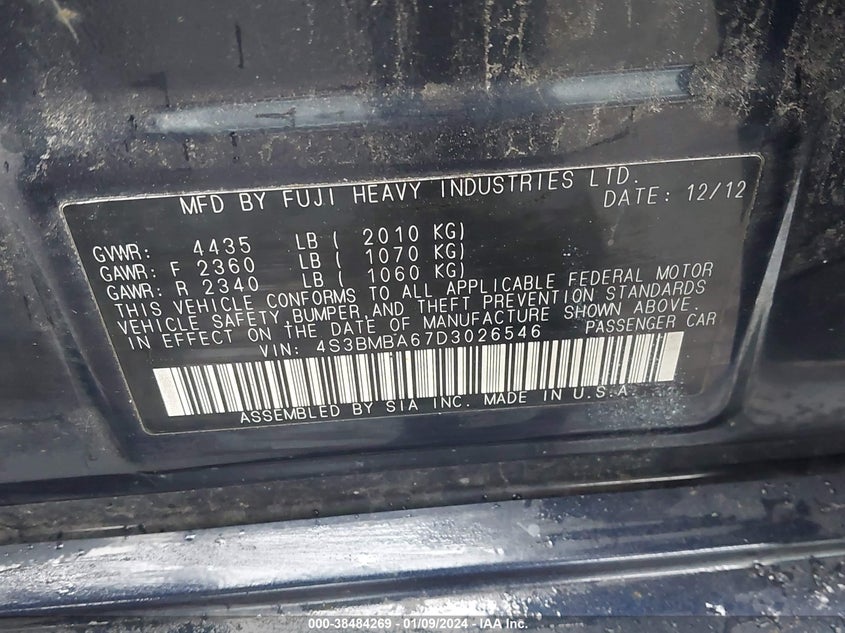 MFD BY FUJI HEAVY INDUSTRIES LTD.
DATE: 12/12
GVWR: 4435 LB ( 2010 KG)
GAWR: F 2360 LB ( 1070 KG)
GAWR: R 2340 LB ( 1060 KG)
THIS VEHICLE CONFORMS TO ALL APPLICABLE FEDERAL MOTOR
VEHICLE SAFETY, BUMPER, AND THEFT PREVENTION STANDARDS
IN EFFECT ON THE DATE OF MANUFACTURE SHOWN ABOVE.
VIN: 4S3BMBA67D3026546 PASSENGER CAR
ASSEMBLED BY SIA INC. MADE IN U.S.A.
000-38484269 - 01/09/2024 - IAA Inc.